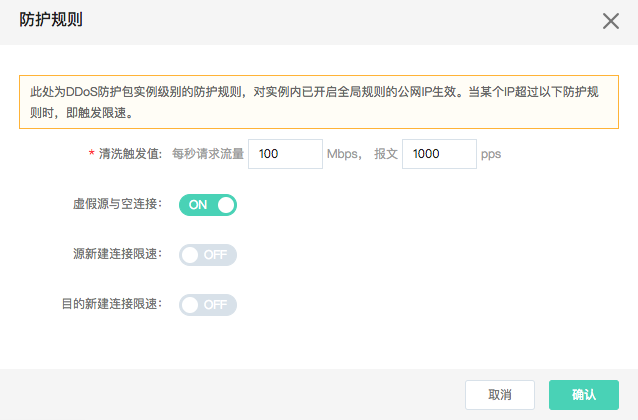 防护规则
此处为DDoS防护包实例级别的防护规则，对实例内已开启全局规则的公网IP生效。当某个IP超过以下防护规
则时，即触发限速。
* 清洗触发值: 每秒请求流量 100 Mbps， 报文 1000 pps
虚假源与空连接: ON
源新建连接限速: OFF
目的新建连接限速: OFF
取消 确认